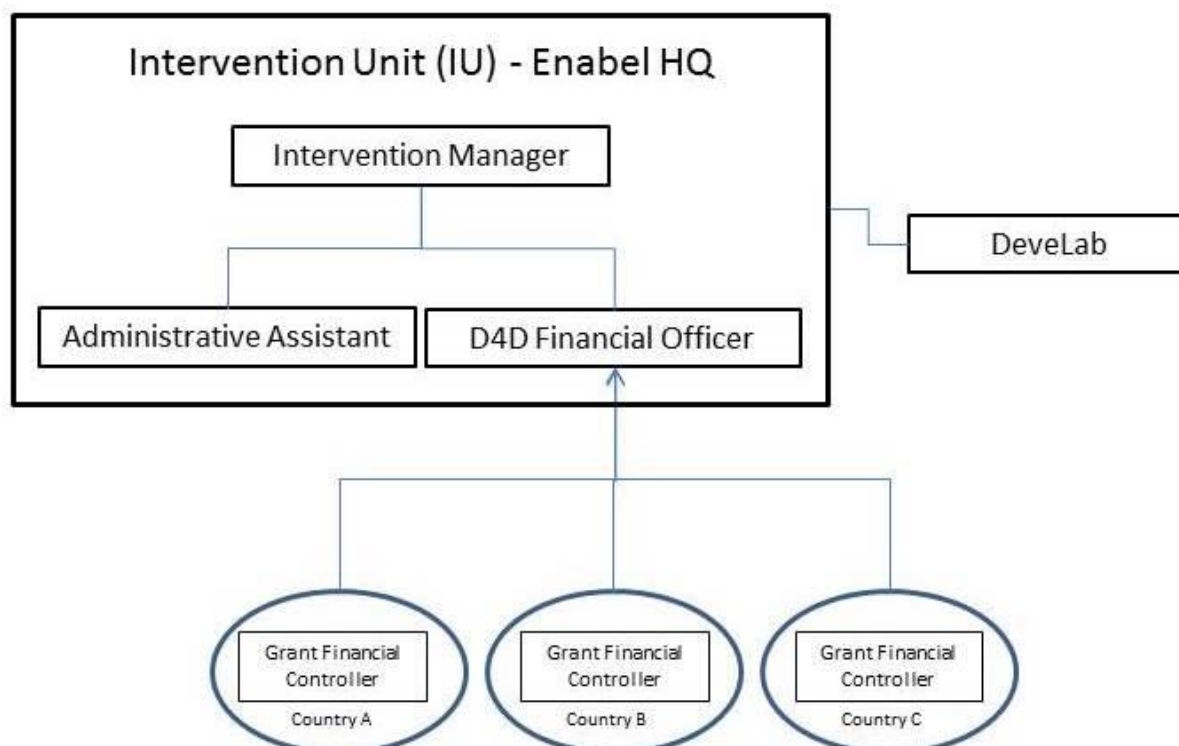 Intervention Unit (IU) - Enabel HQ
Intervention Manager
DeveLab
Administrative Assistant
D4D Financial Officer
Grant Financial
Controller
Country A
Grant Financial
Controller
Country B
Grant Financial
Controller
Country C